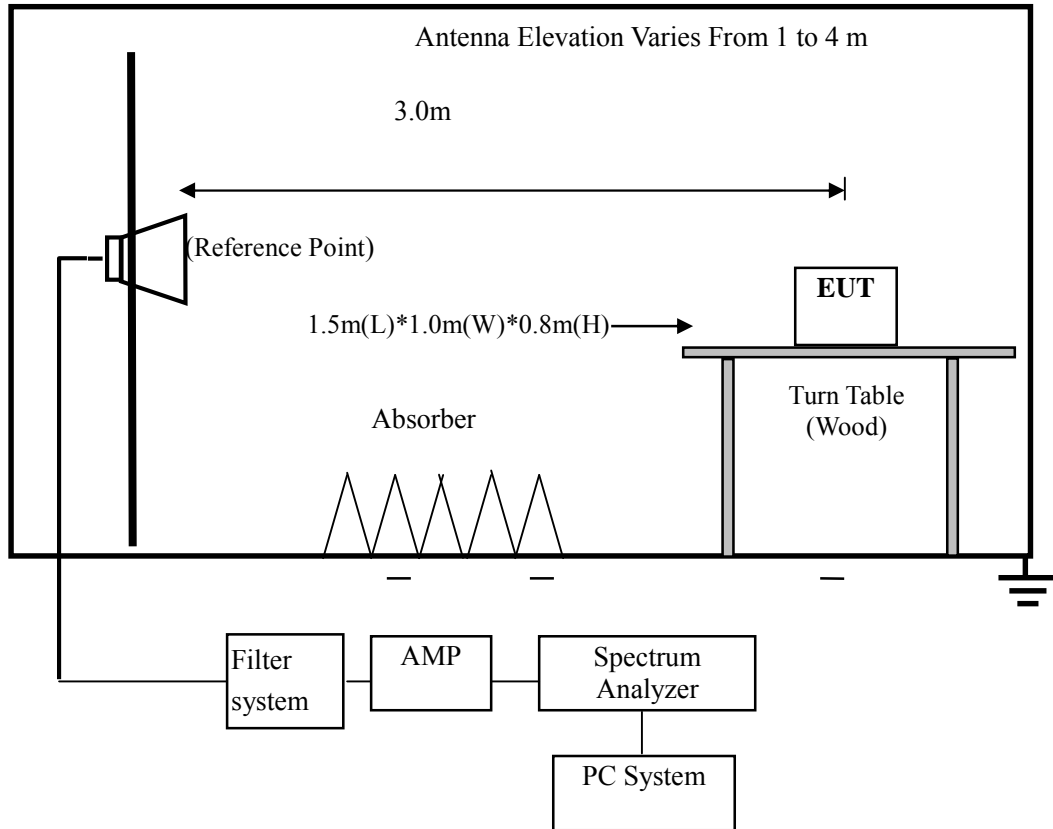 Antenna Elevation Varies From 1 to 4 m
3.0m
(Reference Point)
EUT
1.5m(L)*1.0m(W)*0.8m(H)
Turn Table
(Wood)
Absorber
Filter
system
AMP
Spectrum
Analyzer
PC System